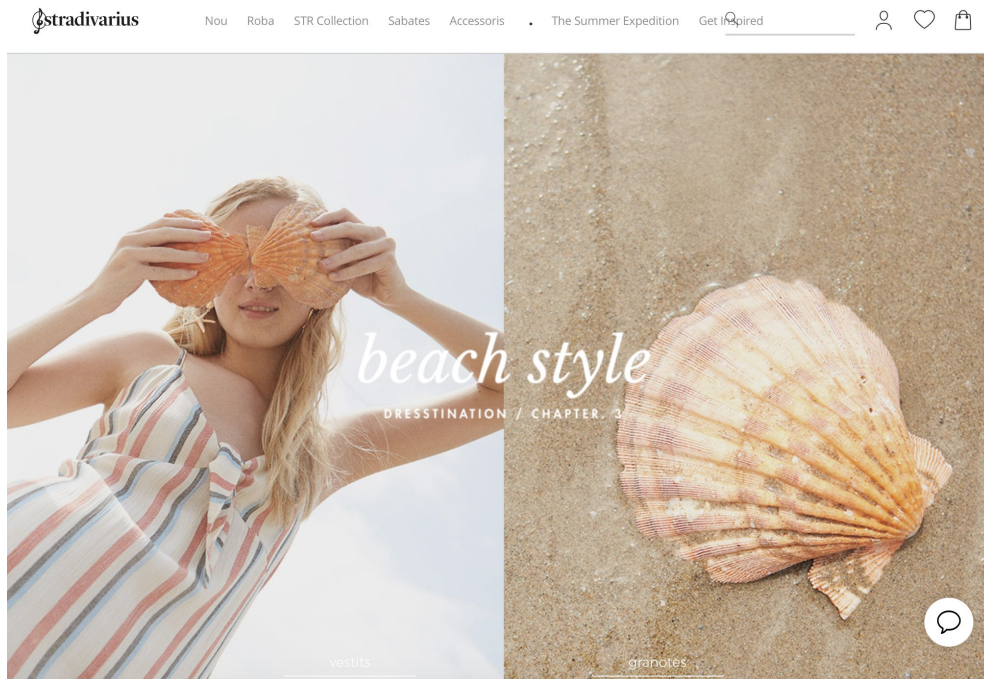 stradivarius
Nou Roba STR Collection Sabates Accessoris • The Summer Expedition Get Inspired
beach style
DRESSTINATION / CHAPTER. 3
vestits
granotes